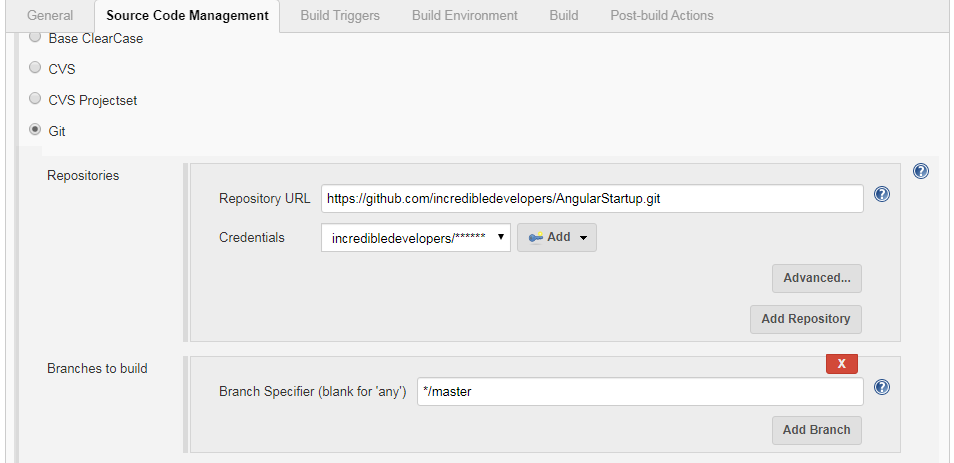 General Source Code Management Build Triggers Build Environment Build Post-build Actions
Base ClearCase
CVS
CVS Projectset
Git
Repositories
Repository URL https://github.com/incredibledevelopers/AngularStartup.git
Credentials incredibledevelopers/****** Add
Advanced...
Add Repository
Branches to build
X
Branch Specifier (blank for 'any') */master
Add Branch